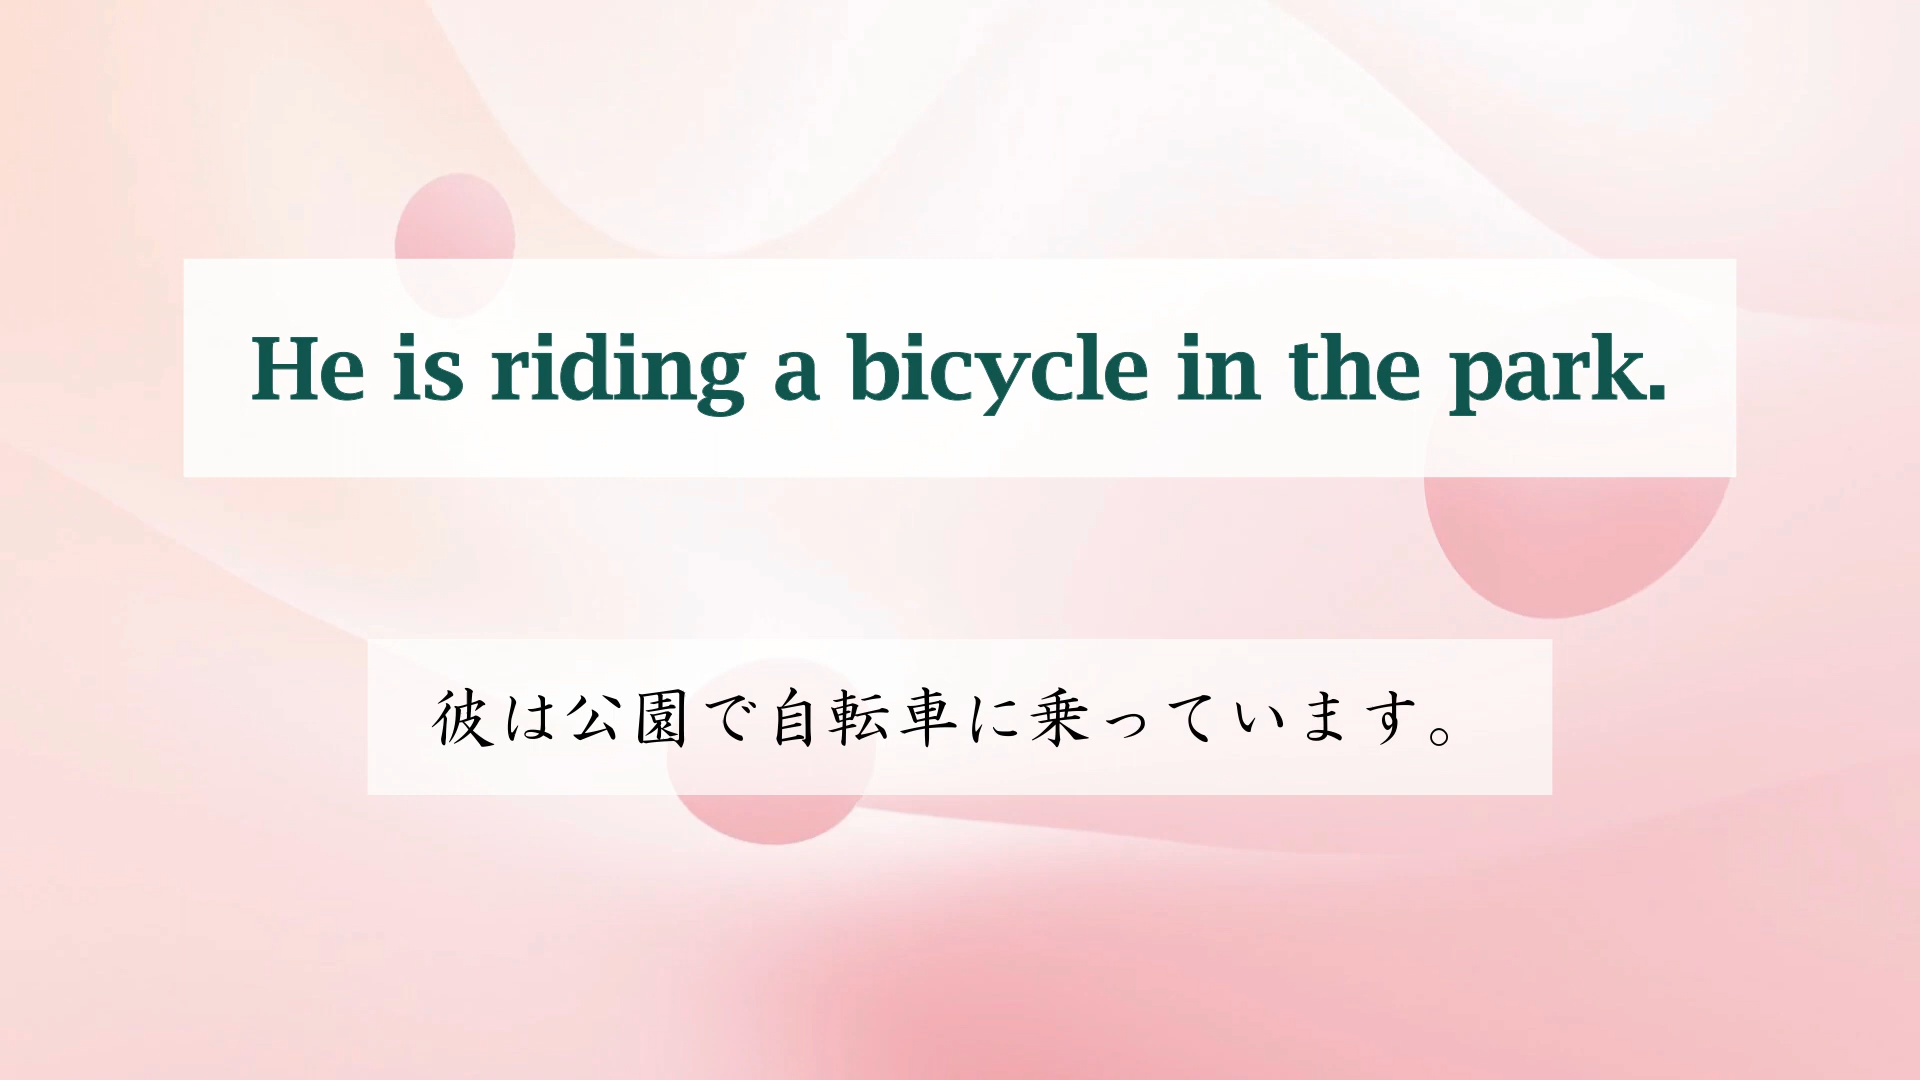 He is riding a bicycle in the park.
彼は公園で自転車に乗っています。